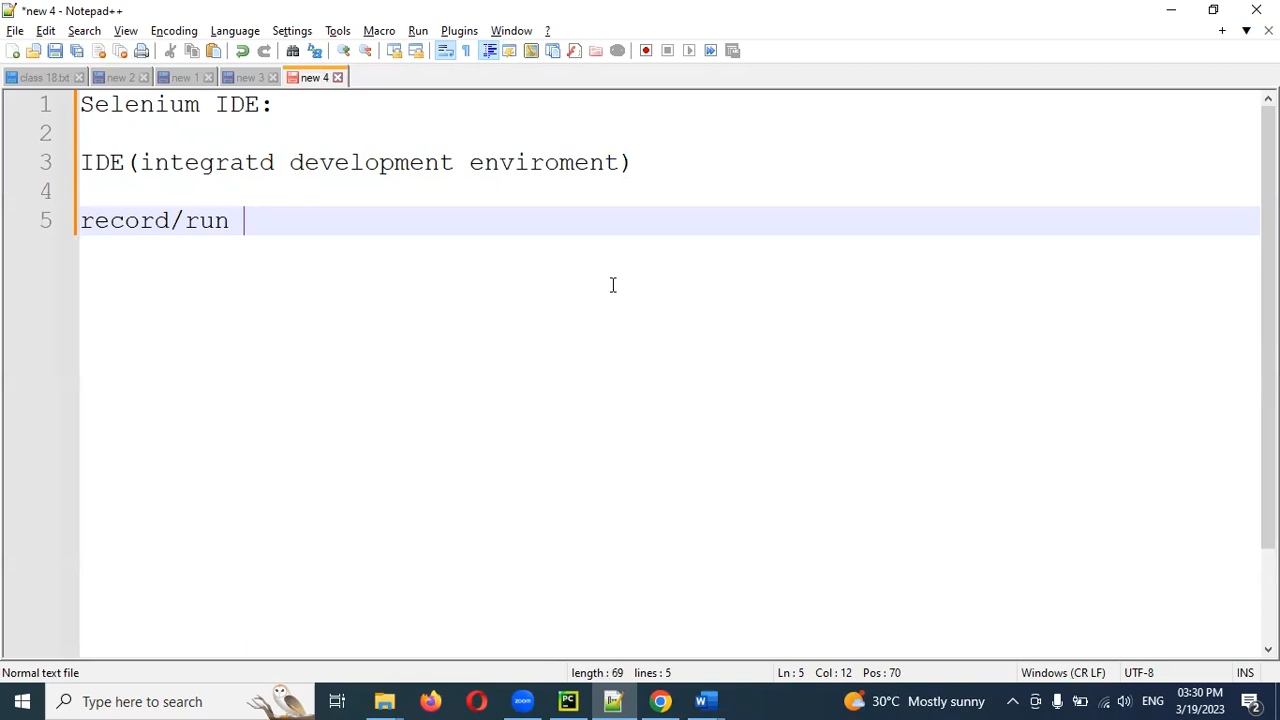 *new 4 - Notepad++
File Edit Search View Encoding Language Settings Tools Macro Run Plugins Window ?
class 18.txt new 2 new 1 new 3 new 4
1 Selenium IDE:
2
3 IDE(integratd development enviroment)
4
5 record/run
Normal text file length : 69 lines : 5 Ln : 5 Col : 12 Pos : 70 Windows (CR LF) UTF-8 INS
Type here to search zoom PC W 30°C Mostly sunny ENG 03:30 PM 3/19/2023 2